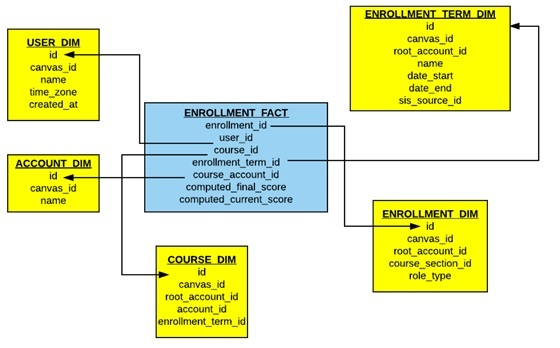 ENROLLMENT_TERM_DIM
id
canvas_id
root_account_id
name
date_start
date_end
sis_source_id
USER_DIM
id
canvas_id
name
time_zone
created_at
ENROLLMENT_FACT
enrollment_id
user_id
course_id
enrollment_term_id
course_account_id
computed_final_score
computed_current_score
ACCOUNT_DIM
id
canvas_id
name
ENROLLMENT_DIM
id
canvas_id
root_account_id
course_section_id
role_type
COURSE_DIM
id
canvas_id
root_account_id
account_id
enrollment_term_id